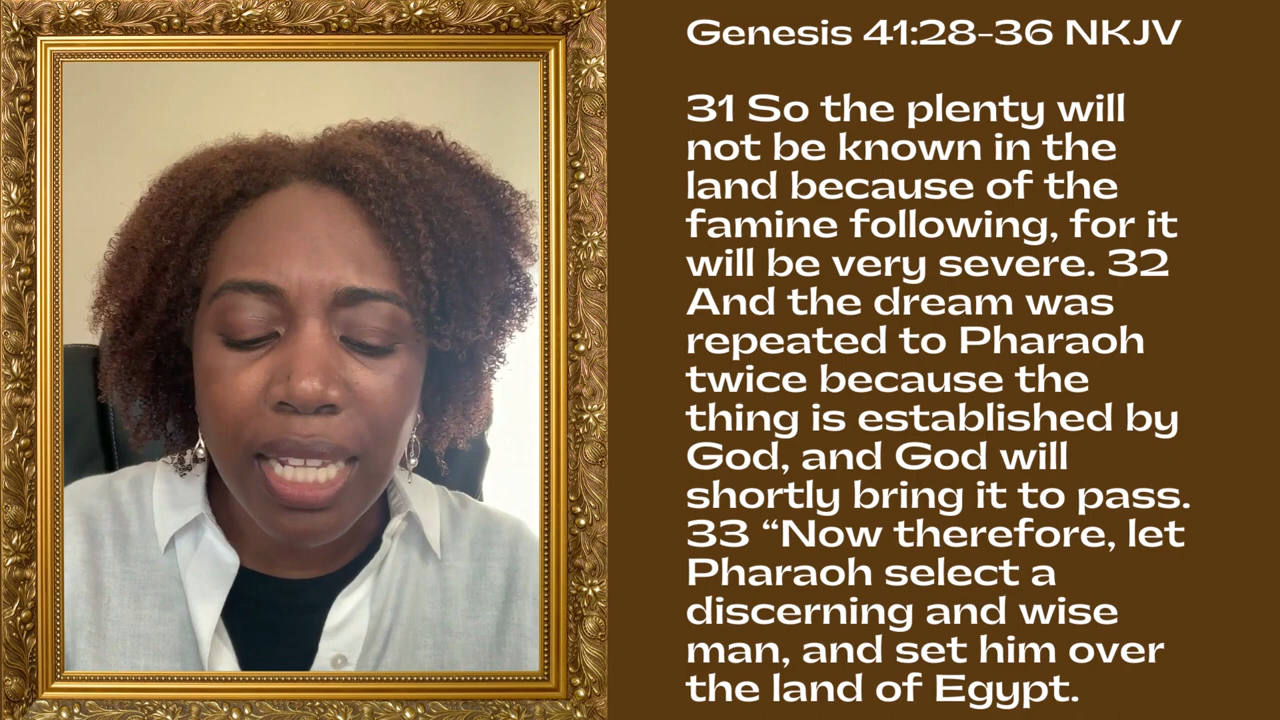 Genesis 41:28-36 NKJV
31 So the plenty will
not be known in the
land because of the
famine following, for it
will be very severe. 32
And the dream was
repeated to Pharaoh
twice because the
thing is established by
God, and God will
shortly bring it to pass.
33 “Now therefore, let
Pharaoh select a
discerning and wise
man, and set him over
the land of Egypt.